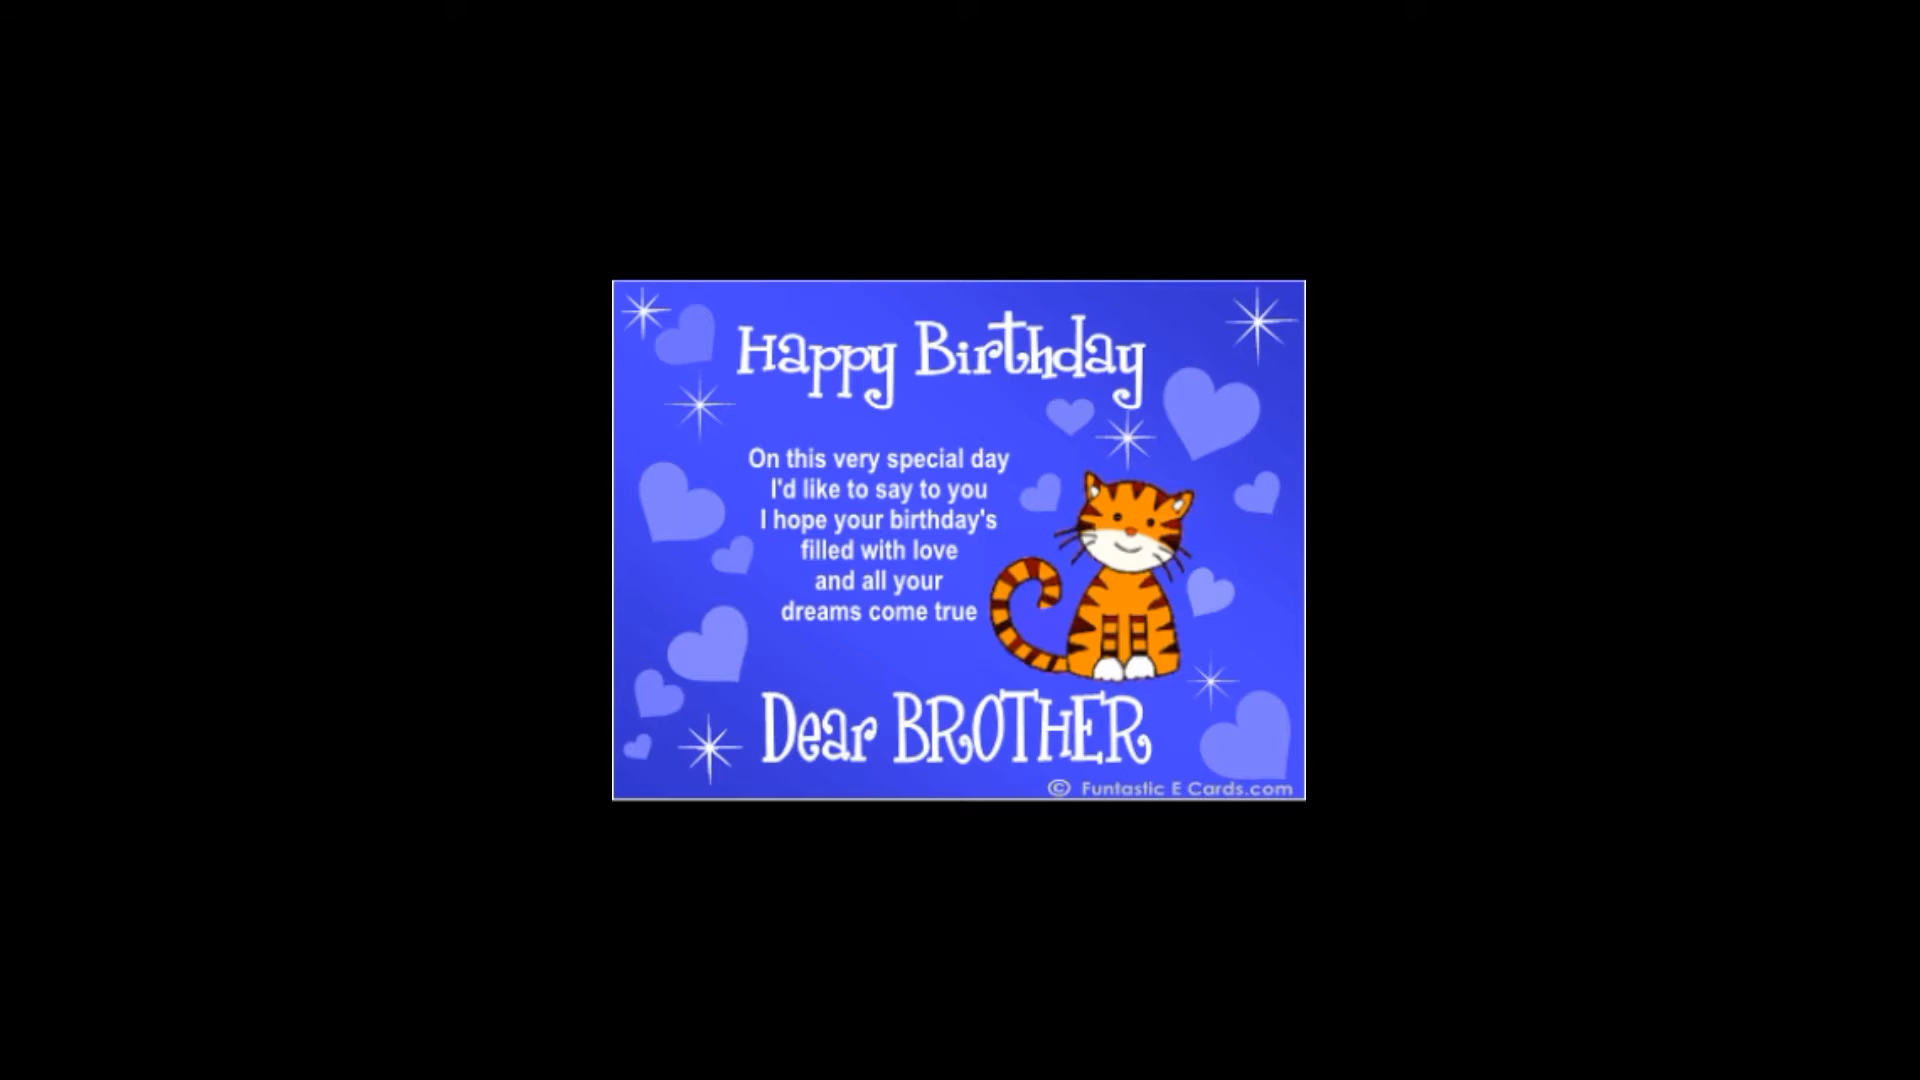 Happy Birthday
On this very special day
I'd like to say to you
I hope your birthday's
filled with love
and all your
dreams come true
Dear BROTHER
© Funtastic E Cards.com